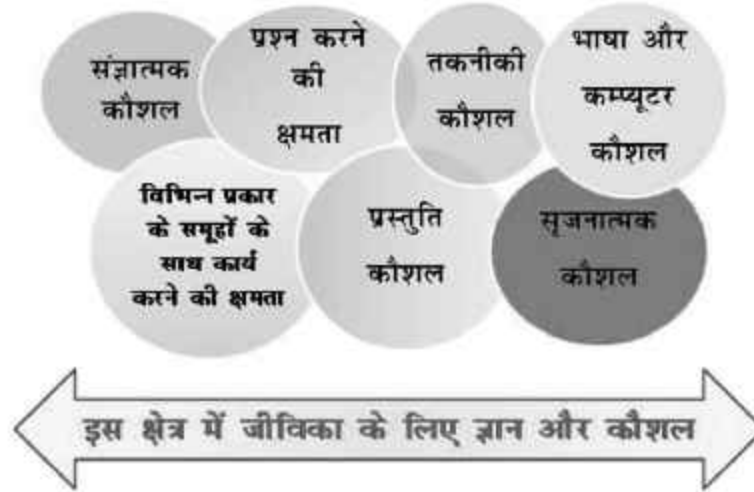 संज्ञात्मक
कौशल
प्रश्न करने
की
क्षमता
तकनीकी
कौशल
भाषा और
कम्प्यूटर
कौशल
विभिन्न प्रकार
के समूहों के
साथ कार्य
करने की क्षमता
प्रस्तुति
कौशल
सृजनात्मक
कौशल
इस क्षेत्र में जीविका के लिए ज्ञान और कौशल